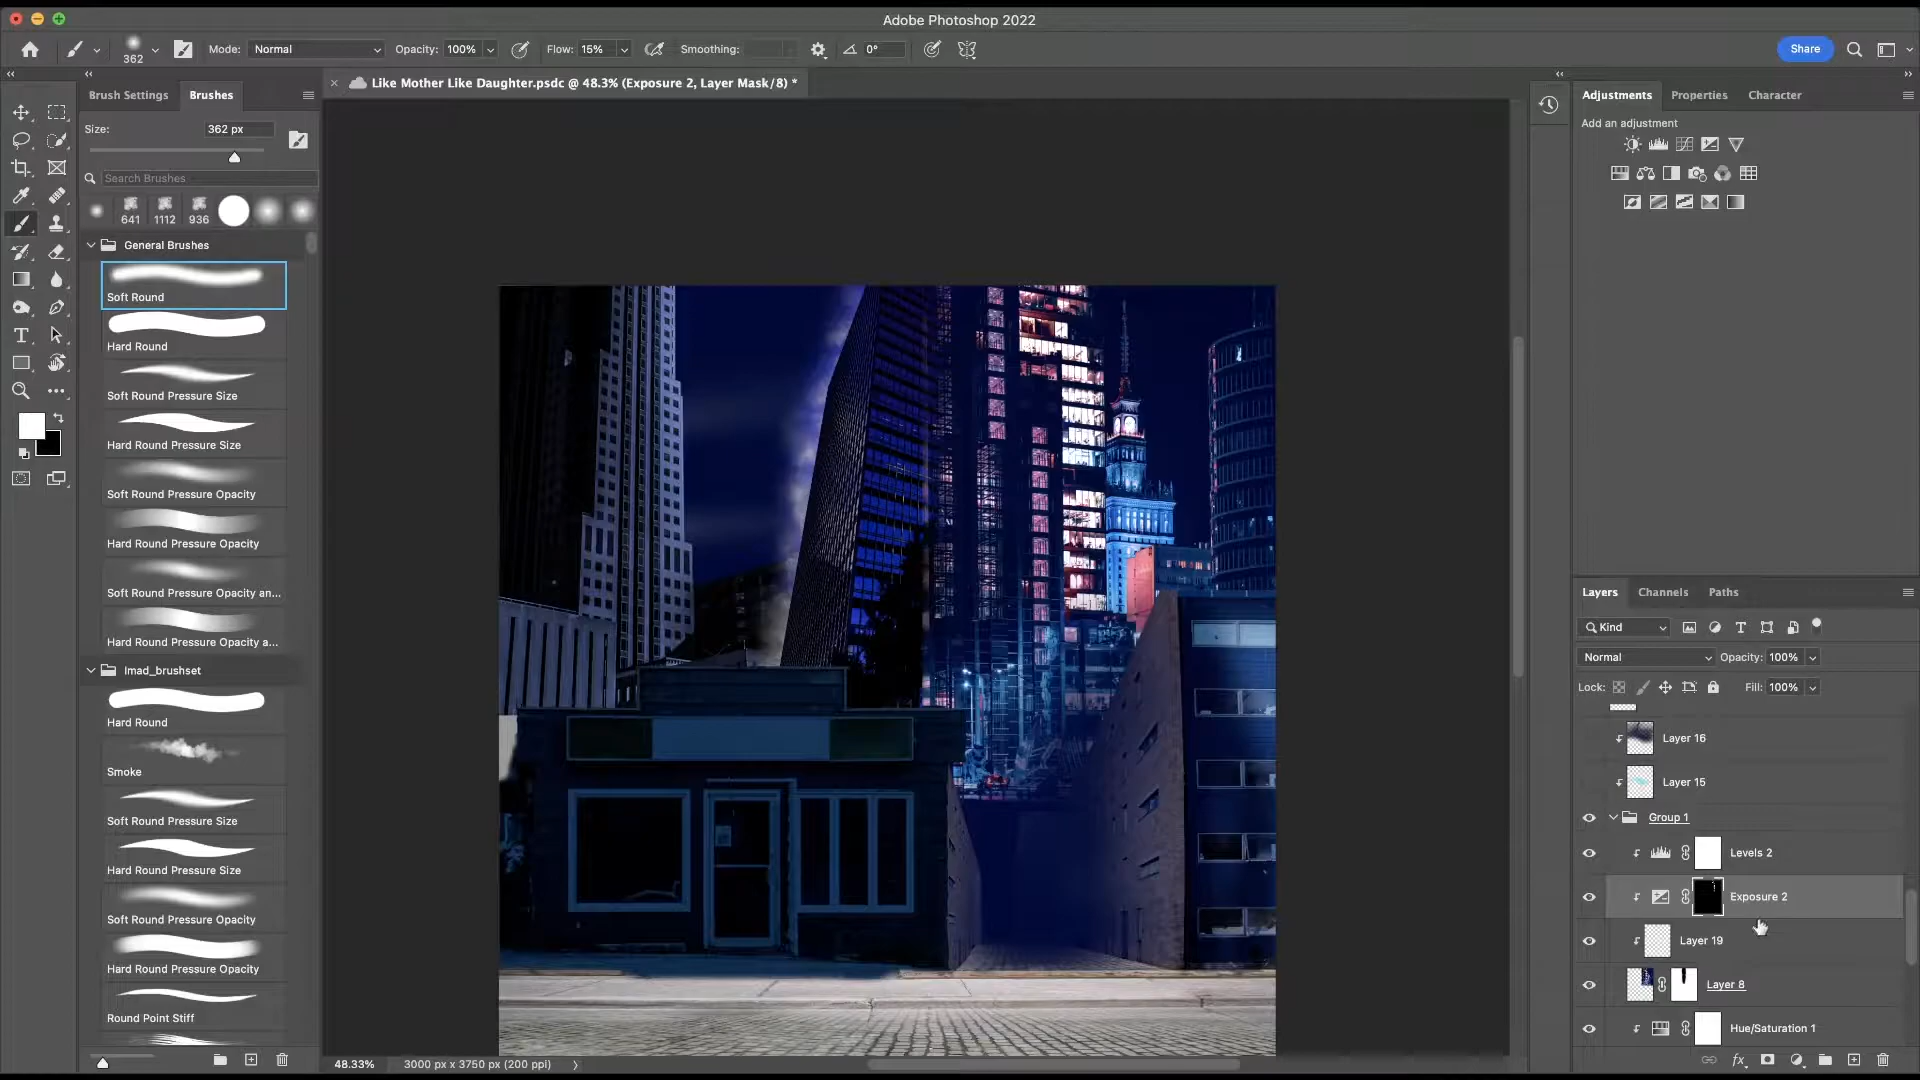 Adobe Photoshop 2022
362
Mode: Normal
Opacity: 100%
Flow: 15%
Smoothing:
0°
Share
Brush Settings
Brushes
Like Mother Like Daughter.psdc @ 48.3% (Exposure 2, Layer Mask/8) *
Adjustments
Properties
Character
Size:
362 px
Add an adjustment
Search Brushes
641
1112
936
General Brushes
Soft Round
Hard Round
Soft Round Pressure Size
Hard Round Pressure Size
Soft Round Pressure Opacity
Hard Round Pressure Opacity
Soft Round Pressure Opacity an...
Hard Round Pressure Opacity a...
Imad_brushset
Hard Round
Smoke
Soft Round Pressure Size
Hard Round Pressure Size
Soft Round Pressure Opacity
Hard Round Pressure Opacity
Round Point Stiff
Layers
Channels
Paths
Kind
Normal
Opacity: 100%
Lock:
Fill: 100%
Layer 16
Layer 15
Group 1
Levels 2
Exposure 2
Layer 19
Layer 8
Hue/Saturation 1
fx
48.33%
3000 px x 3750 px (200 ppi)